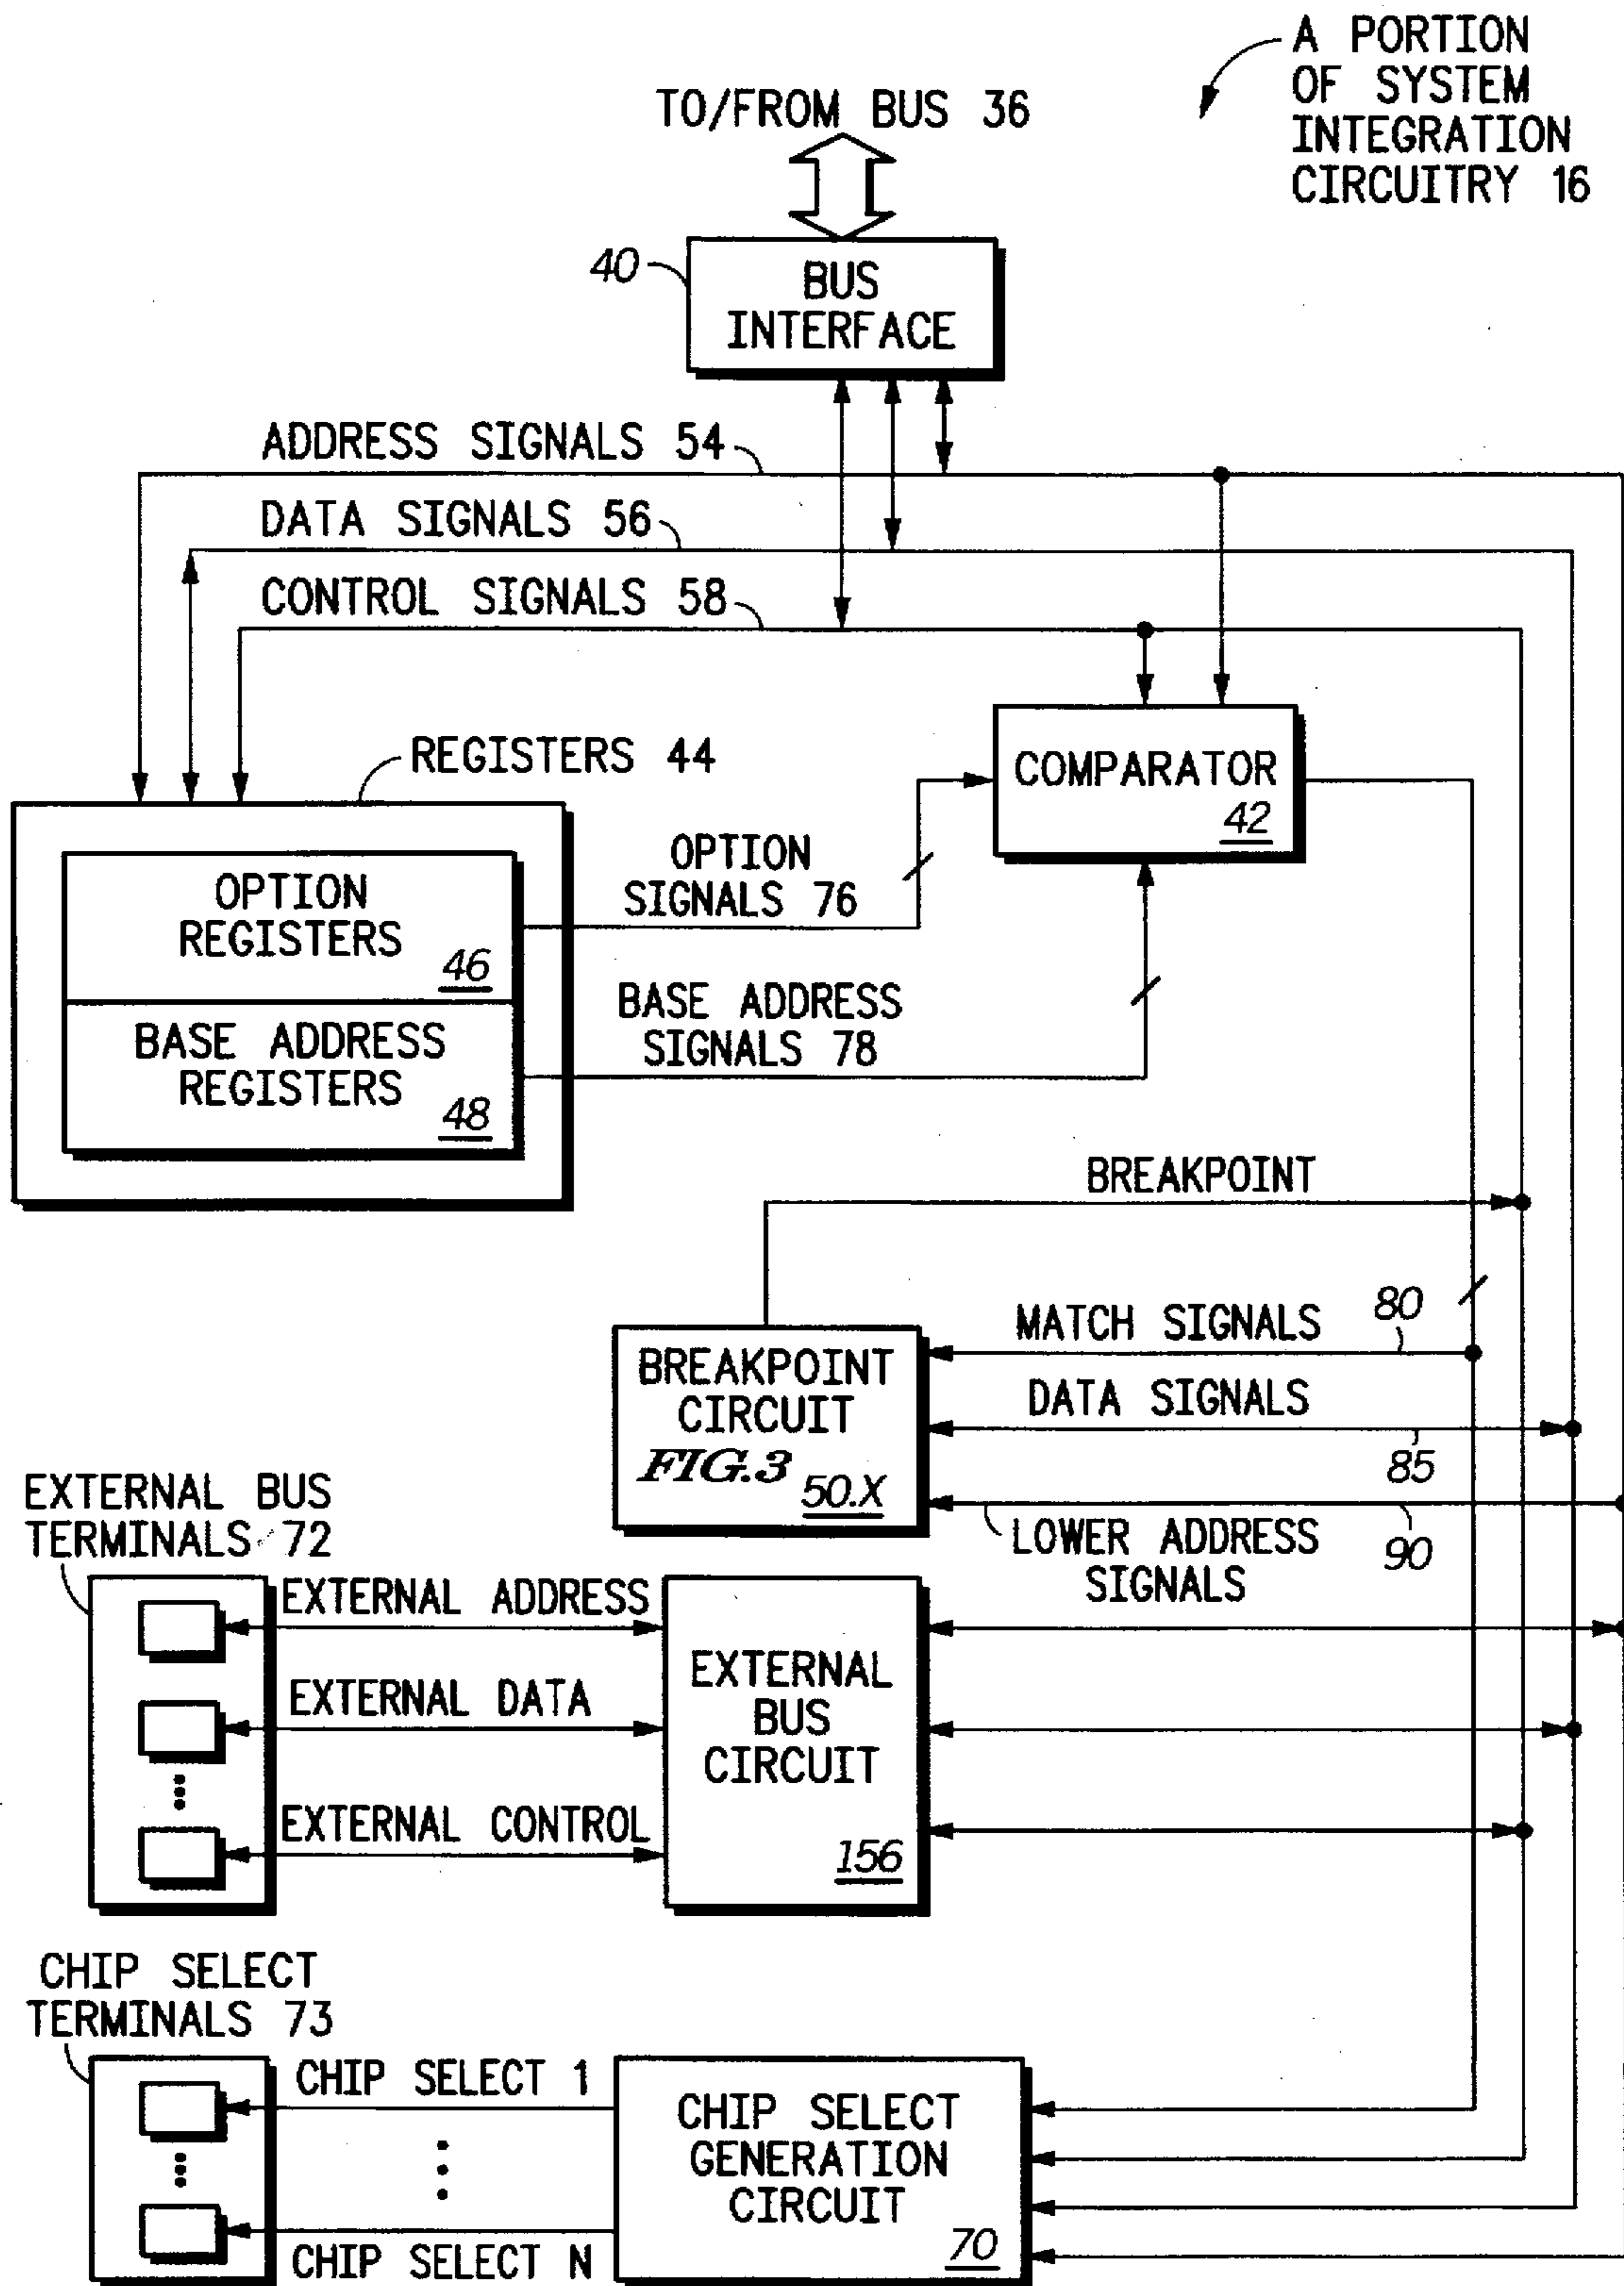 A PORTION
OF SYSTEM
INTEGRATION
CIRCUITRY 16
TO/FROM BUS 36
40
BUS
INTERFACE
ADDRESS SIGNALS 54
DATA SIGNALS 56
CONTROL SIGNALS 58
REGISTERS 44
COMPARATOR
42
OPTION
SIGNALS 76
OPTION
REGISTERS
46
BASE ADDRESS
SIGNALS 78
BASE ADDRESS
REGISTERS
48
BREAKPOINT
MATCH SIGNALS
80
BREAKPOINT
CIRCUIT
FIG.3
50.X
DATA SIGNALS
85
LOWER ADDRESS
SIGNALS
90
EXTERNAL BUS
TERMINALS 72
EXTERNAL ADDRESS
EXTERNAL DATA
EXTERNAL CONTROL
EXTERNAL
BUS
CIRCUIT
156
CHIP SELECT
TERMINALS 73
CHIP SELECT 1
CHIP SELECT N
CHIP SELECT
GENERATION
CIRCUIT
70